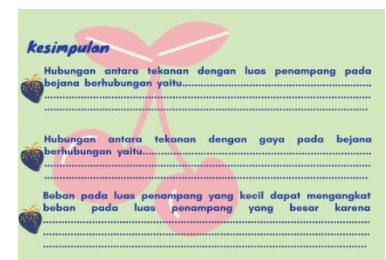 Kesimpulan
Hubungan antara tekanan dengan luas penampang pada
bejana berhubungan yaitu..........................................................
..........................................................................................
..........................................................................................
Hubungan antara tekanan dengan gaya pada bejana
berhubungan yaitu.....................................................................
..........................................................................................
..........................................................................................
Beban pada luas penampang yang kecil dapat mengangkat
beban pada luas penampang yang besar karena
..........................................................................................
..........................................................................................
..........................................................................................